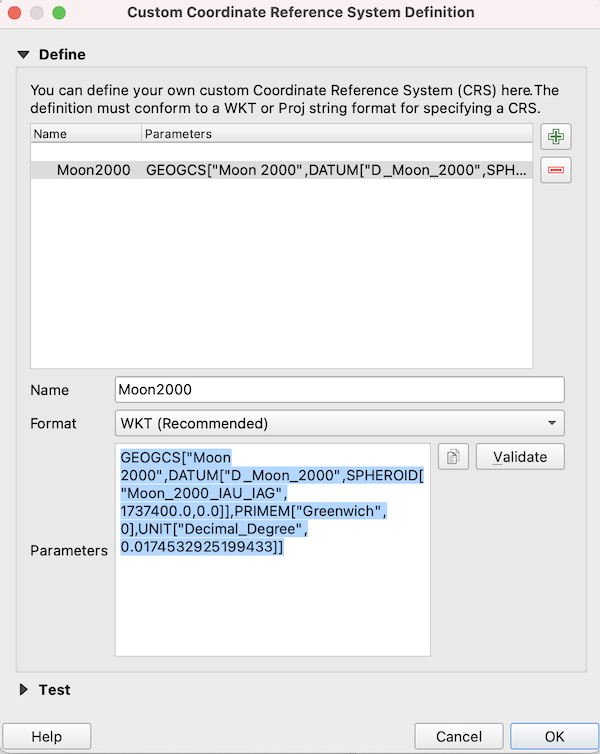 Custom Coordinate Reference System Definition
Define
You can define your own custom Coordinate Reference System (CRS) here. The
definition must conform to a WKT or Proj string format for specifying a CRS.
Name Parameters
Moon2000 GEOGCS["Moon 2000",DATUM["D_Moon_2000",SPH...
Name Moon2000
Format WKT (Recommended)
GEOGCS["Moon
2000",DATUM["D_Moon_2000",SPHEROID[
"Moon_2000_IAU_IAG",
1737400.0,0.0]],PRIMEM["Greenwich",
0],UNIT["Decimal_Degree",
0.0174532925199433]]
Validate
Parameters
Test
Help Cancel OK